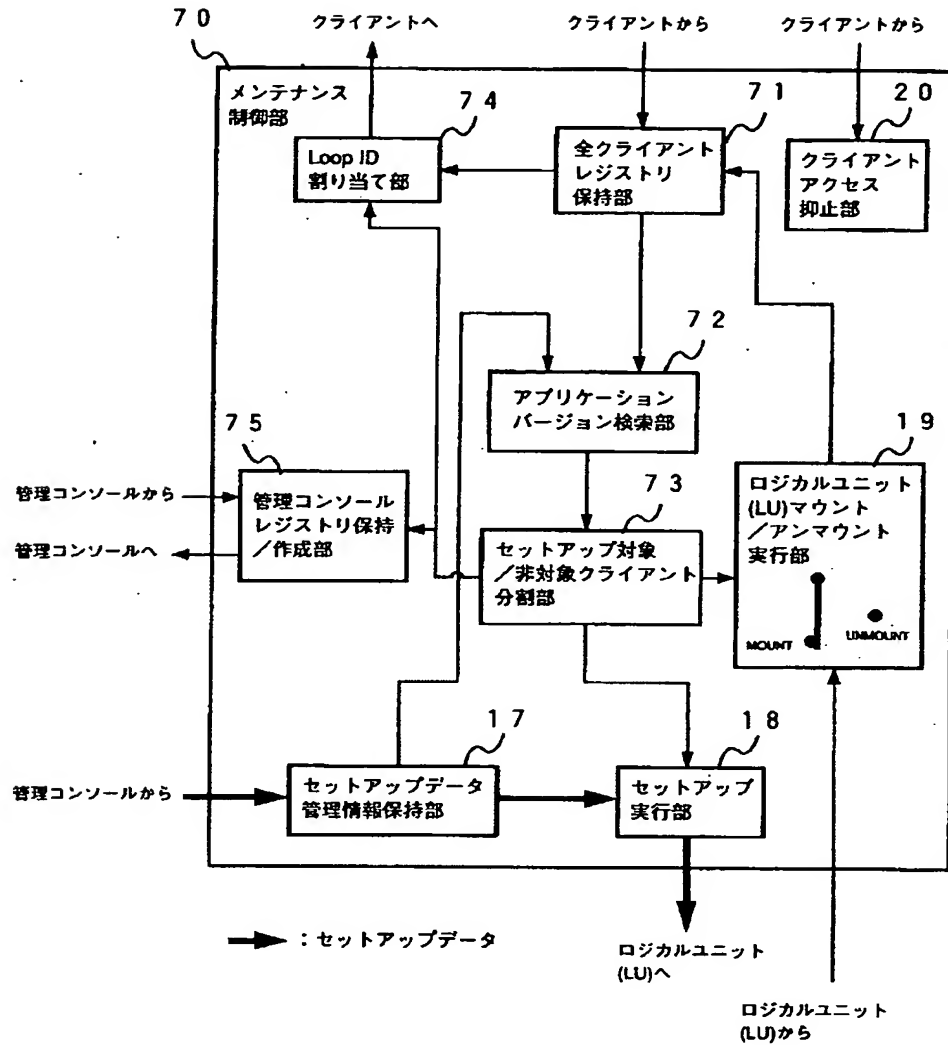 70
クライアントへ
クライアントから
クライアントから
メンテナンス
制御部
74
71
20
Loop ID
割り当て部
全クライアント
レジストリ
保持部
クライアント
アクセス
抑止部
72
アプリケーション
バージョン検索部
75
19
管理コンソールから
管理コンソールへ
管理コンソール
レジストリ保持
/作成部
73
セットアップ対象
/非対象クライアント
分割部
ロジカルユニット
(LU)マウント
/アンマウント
実行部
MOUNT
UNMOUNT
17
18
管理コンソールから
セットアップデータ
管理情報保持部
セットアップ
実行部
:セットアップデータ
ロジカルユニット
(LU)へ
ロジカルユニット
(LU)から